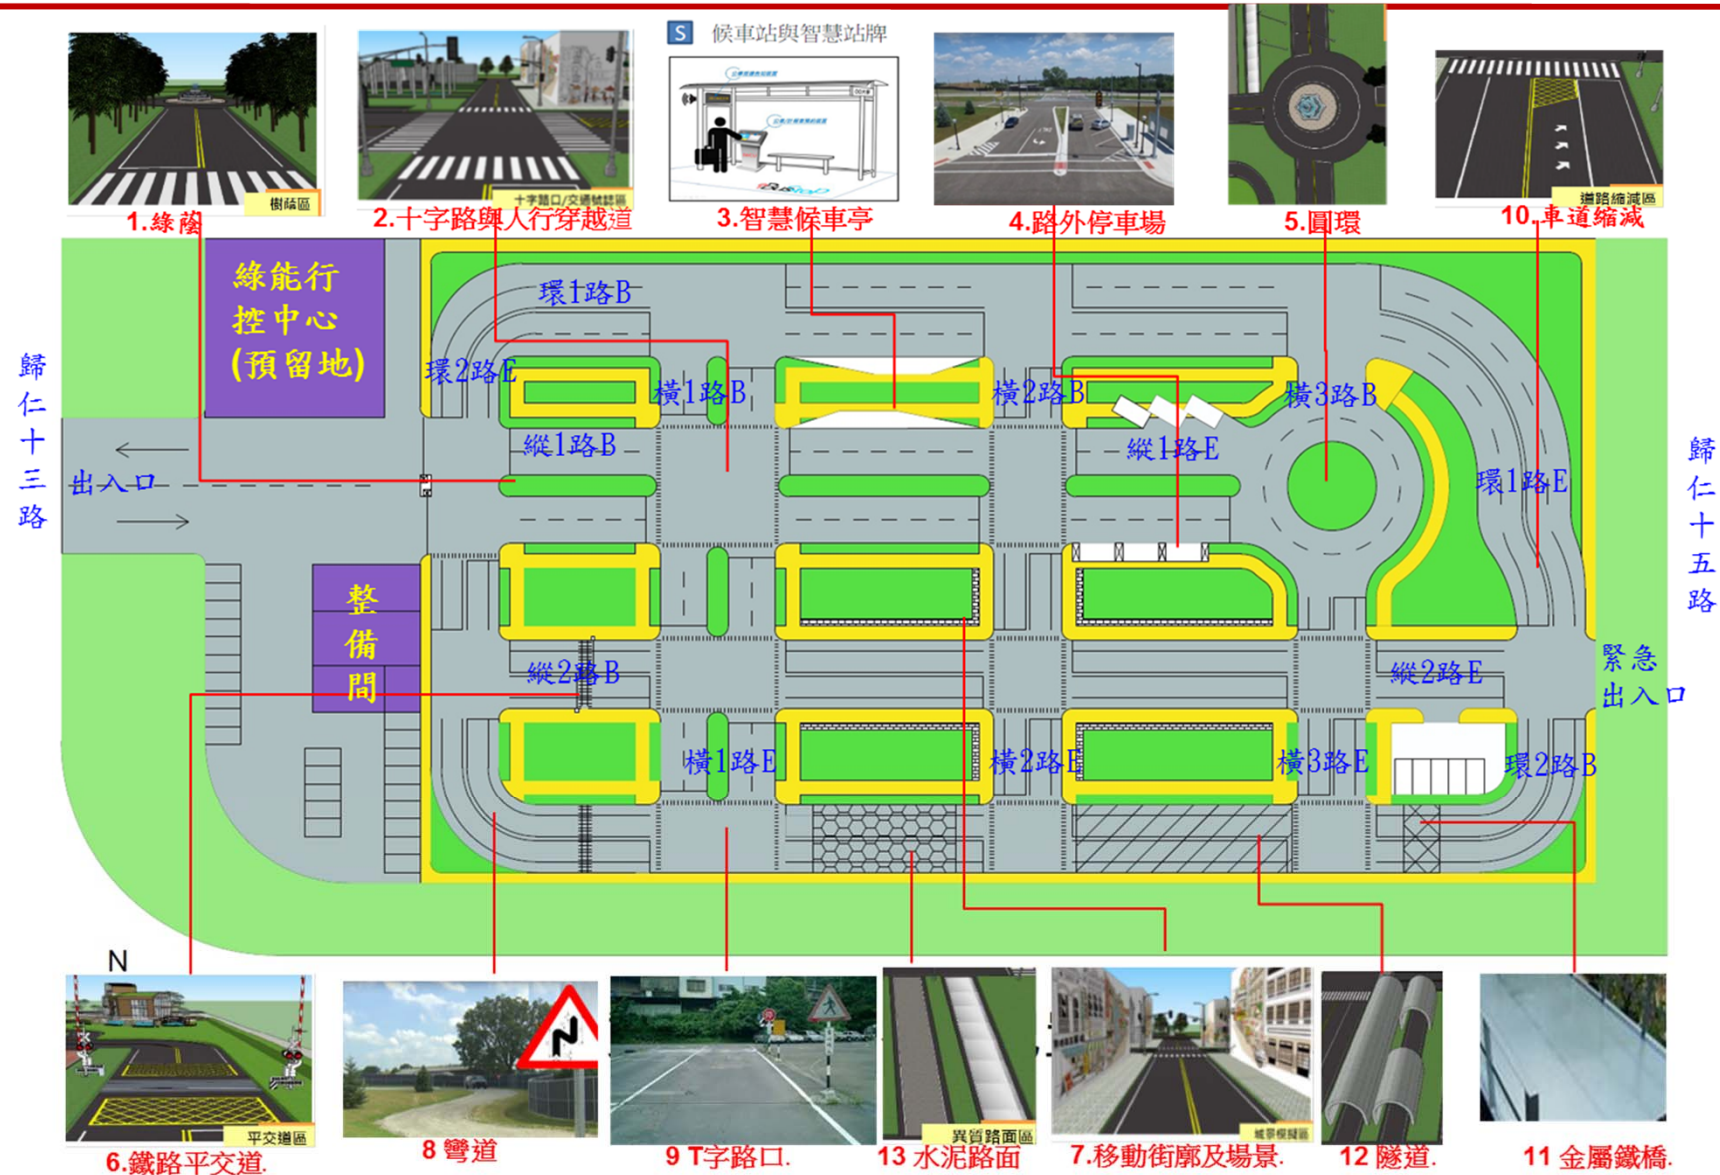 S 候車站與智慧站牌
樹蔭區
十字路口/交通號誌區
道路縮減區
1.綠蔭
2.十字路與人行穿越道
3.智慧候車亭
4.路外停車場
5.圓環
10.車道縮減
綠能行
控中心
(預留地)
環1路B
環2路E
橫1路B
橫2路B
橫3路B
縱1路B
縱1路E
歸仁十三路
出入口
環1路E
歸仁十五路
整備間
縱2路B
縱2路E
緊急
出入口
橫1路E
橫2路E
橫3路E
環2路B
N
平交道區
異質路面區
城景模擬區
6.鐵路平交道.
8 彎道
9 T字路口.
13 水泥路面
7.移動街廓及場景.
12 隧道.
11 金屬鐵橋.